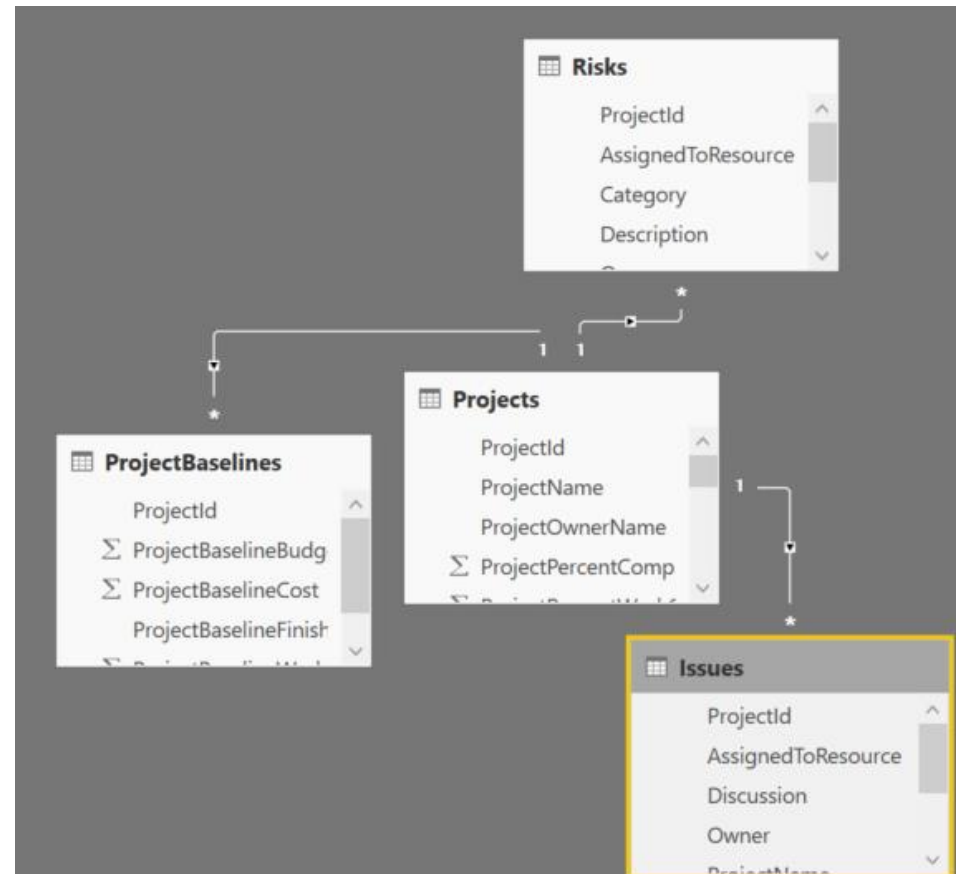 Risks
ProjectId
AssignedToResource
Category
Description
*
1 1
*
Projects
ProjectId
ProjectName
ProjectOwnerName
Σ ProjectPercentComp
1
*
ProjectBaselines
ProjectId
Σ ProjectBaselineBudg
Σ ProjectBaselineCost
ProjectBaselineFinish
Issues
ProjectId
AssignedToResource
Discussion
Owner
ProjectName